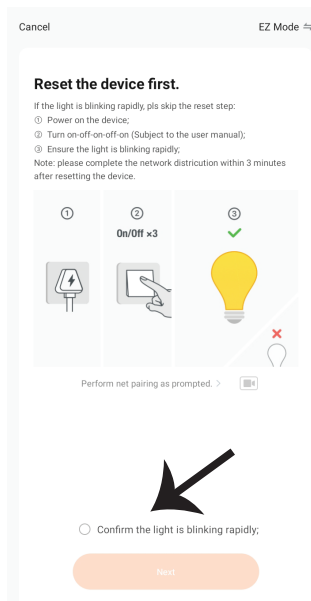 Cancel
EZ Mode
Reset the device first.
If the light is blinking rapidly, pls skip the reset step:
① Power on the device;
② Turn on-off-on-off-on (Subject to the user manual);
③ Ensure the light is blinking rapidly;
Note: please complete the network districution within 3 minutes
after resetting the device.
①
②
③
On/Off ×3
Perform net pairing as prompted. >
Confirm the light is blinking rapidly;
Next